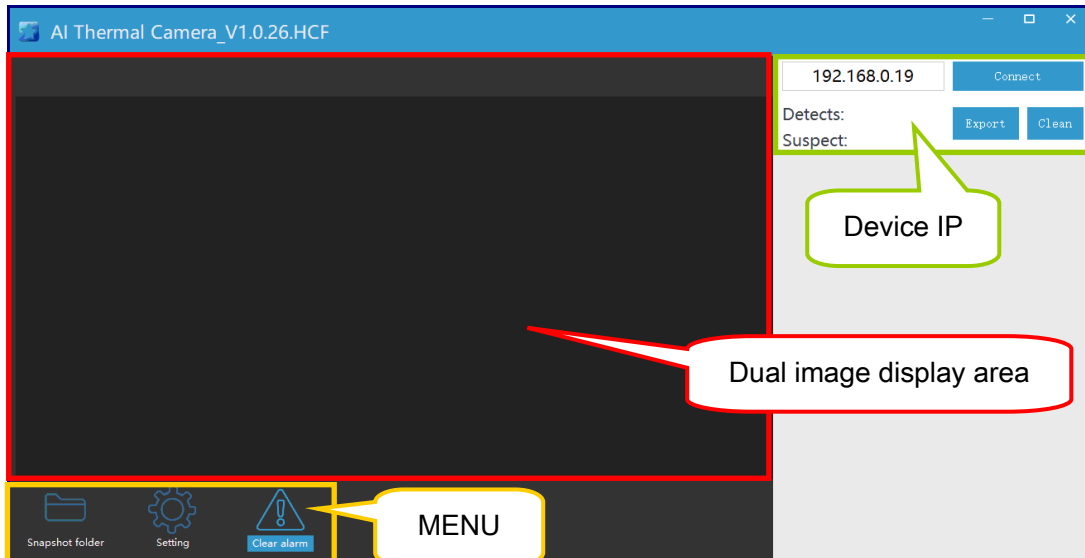 AI Thermal Camera_V1.0.26.HCF
192.168.0.19
Connect
Detects:
Export
Clean
Suspect:
Device IP
Dual image display area
MENU
Snapshot folder
Setting
Clear alarm